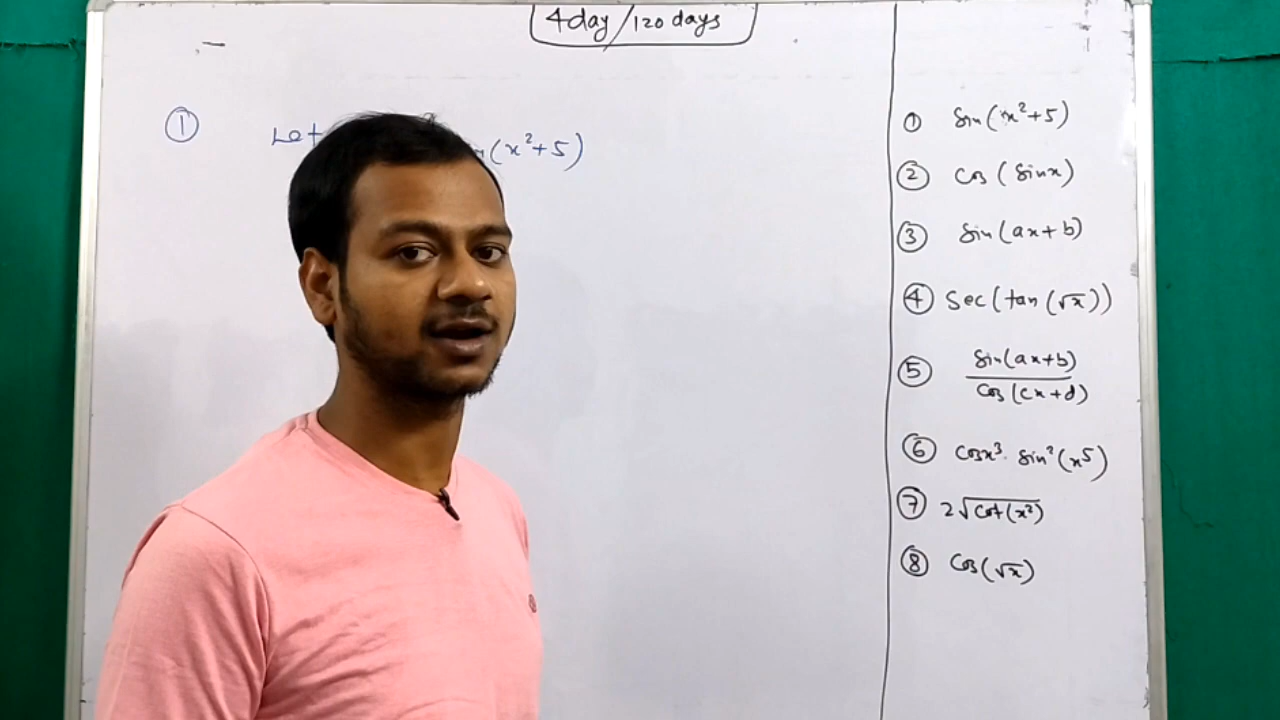 4day/120 days
① Let (x²+5)
① Sin(x²+5)
② Cos (Sinx)
③ Sin(ax+b)
④ Sec(tan(√x))
⑤ Sin(ax+b)
Cos(cx+d)
⑥ Cosx³. Sin²(x⁵)
⑦ 2√Cot(x²)
⑧ Cos(√x)